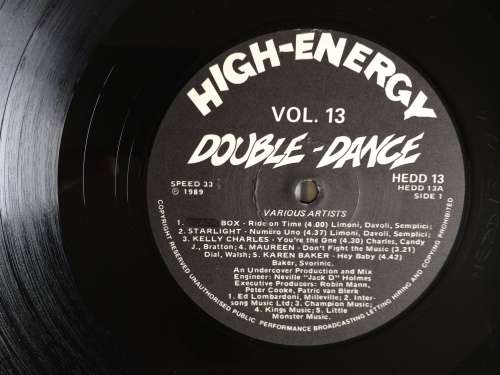 HIGH-ENERGY
VOL. 13
DOUBLE-DANCE
HEDD 13
HEDD 13A
SIDE 1
SPEED 33
℗ 1989
VARIOUS ARTISTS
1. BOX - Ride on Time (4.00) Limoni, Davoli, Semplici;
2. STARLIGHT - Numero Uno (4.37) Limoni, Davoli, Semplici;
3. KELLY CHARLES - You're the One (4.30) Charles, Candy
J., Bratton; 4. MAUREEN - Don't Fight the Music (3.21)
Dial, Walsh; 5. KAREN BAKER - Hey Baby (4.42)
Baker, Svorinic.
An Undercover Production and Mix
Engineer: Neville "Jack D" Holmes
Executive Producers: Robin Mann,
Peter Cooke, Patric van Blerk
1. Ed Lombardoni, Milleville; 2. Inter-
song Music Ltd; 3. Champion Music;
4. Kings Music; 5. Little
Monster Music.
COPYRIGHT RESERVED UNAUTHORISED PUBLIC PERFORMANCE BROADCASTING LETTING HIRING AND COPYING PROHIBITED